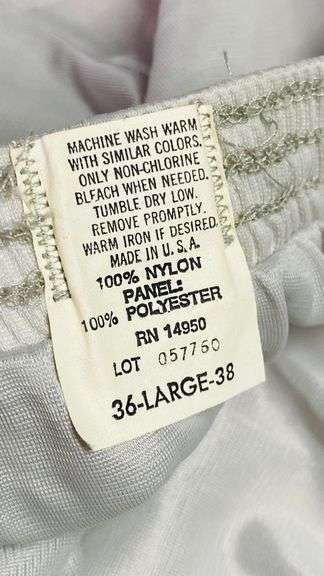 MACHINE WASH WARM
WITH SIMILAR COLORS.
ONLY NON-CHLORINE
BLEACH WHEN NEEDED.
TUMBLE DRY LOW.
REMOVE PROMPTLY.
WARM IRON IF DESIRED.
MADE IN U.S.A.
100% NYLON
PANEL:
100% POLYESTER
RN 14950
LOT 057760
36-LARGE-38